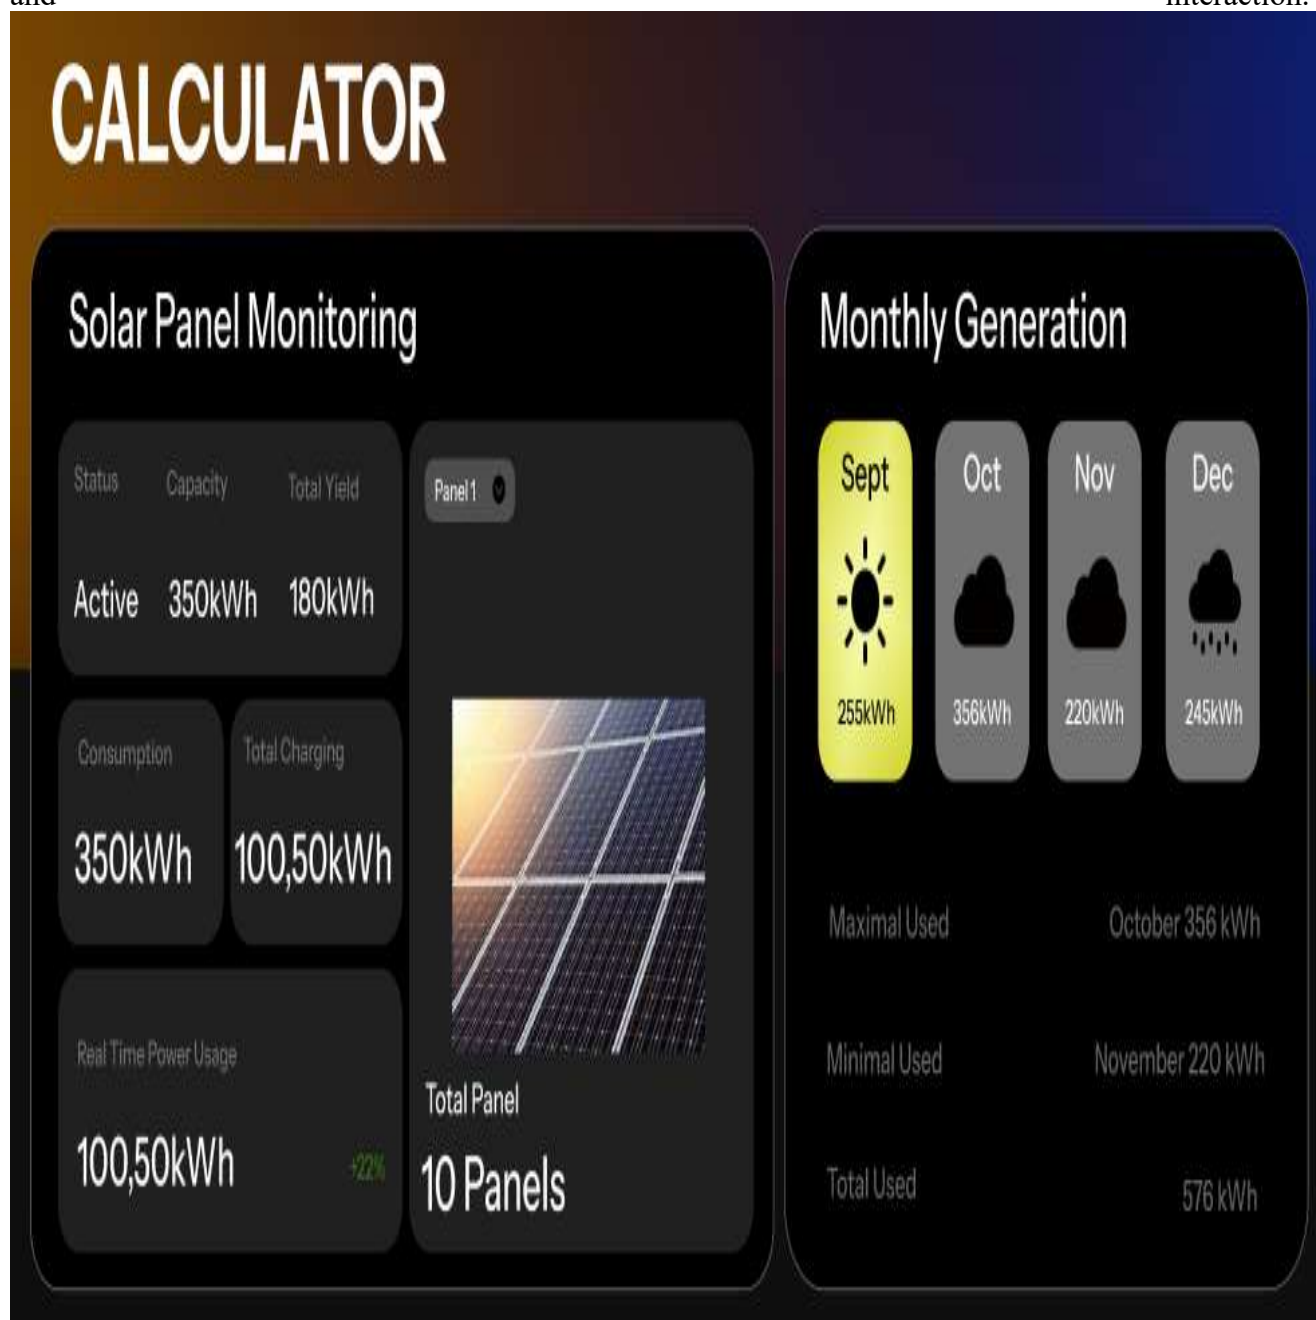 and interaction.
CALCULATOR
Solar Panel Monitoring
Status Capacity Total Yield
Active 350kWh 180kWh
Consumption Total Charging
350kWh 100,50kWh
Real Time Power Usage
100,50kWh +22%
Panel 1
Total Panel
10 Panels
Monthly Generation
Sept Oct Nov Dec
255kWh 356kWh 220kWh 245kWh
Maximal Used October 356 kWh
Minimal Used November 220 kWh
Total Used 576 kWh